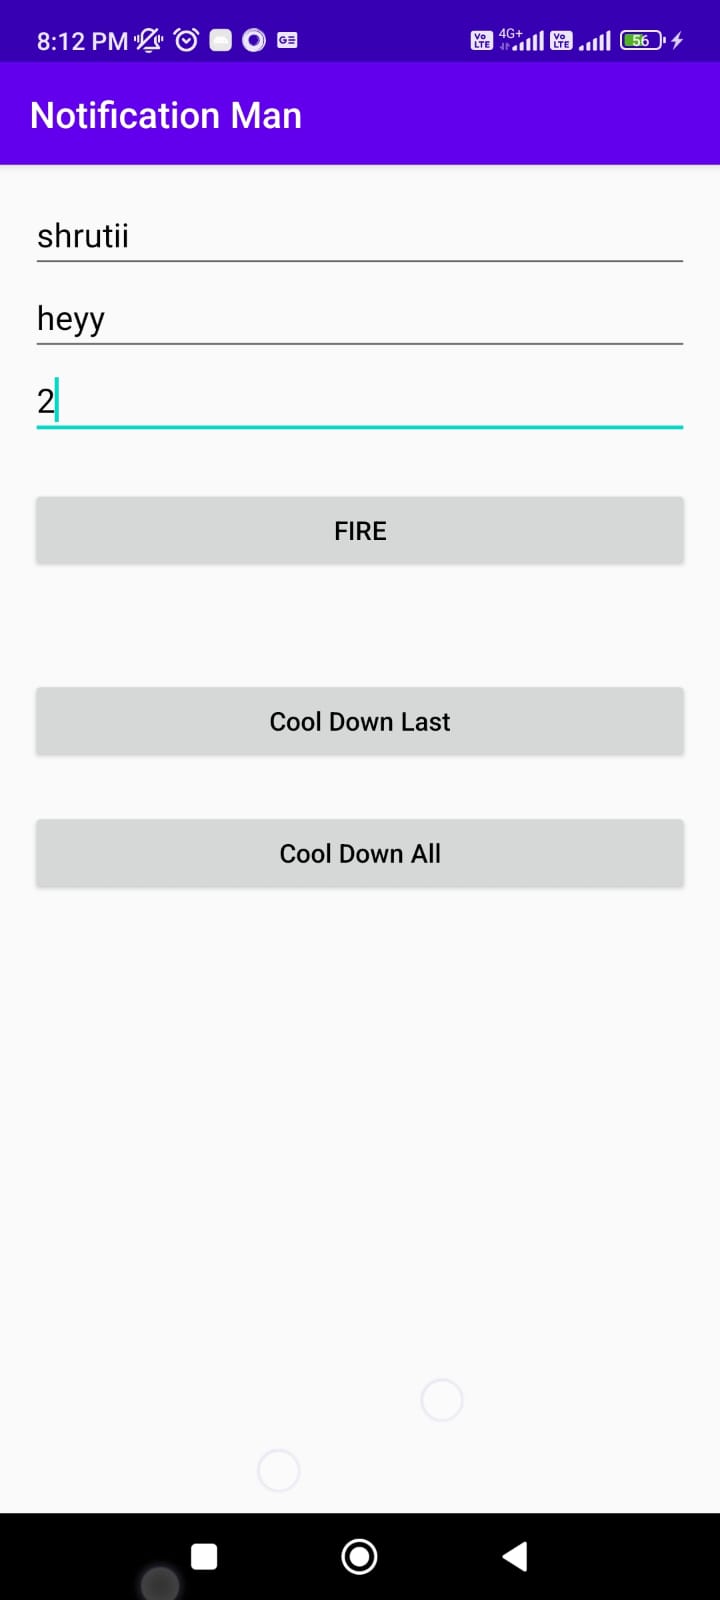 8:12 PM GE Vo LTE 4G+ Vo LTE 56
Notification Man
shrutii
heyy
2
FIRE
Cool Down Last
Cool Down All